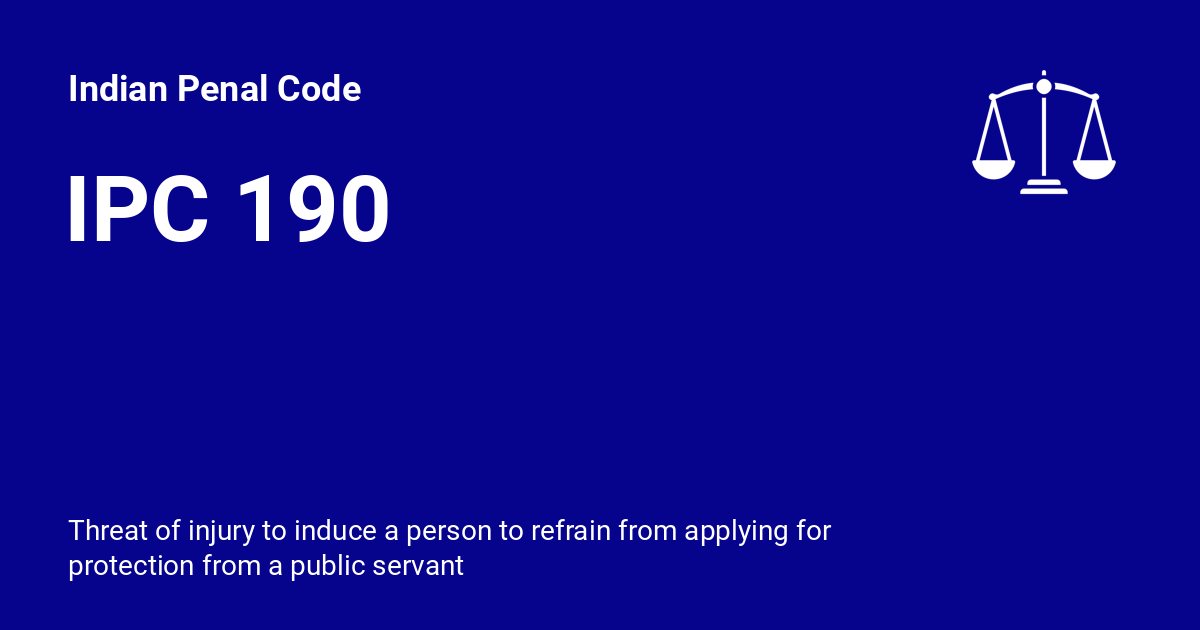 Indian Penal Code
IPC 190
Threat of injury to induce a person to refrain from applying for
protection from a public servant